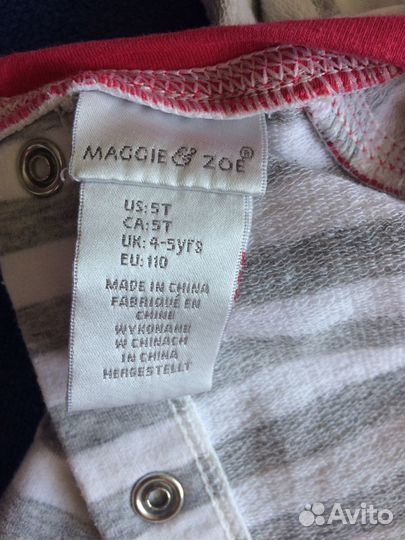 MAGGIE & ZOE®
US: 5T
CA: 5T
UK: 4-5yrs
EU: 110
MADE IN CHINA
FABRIQUÉ EN
CHINE
WYKONANE
W CHINACH
IN CHINA
HERGESTELLT
Avito